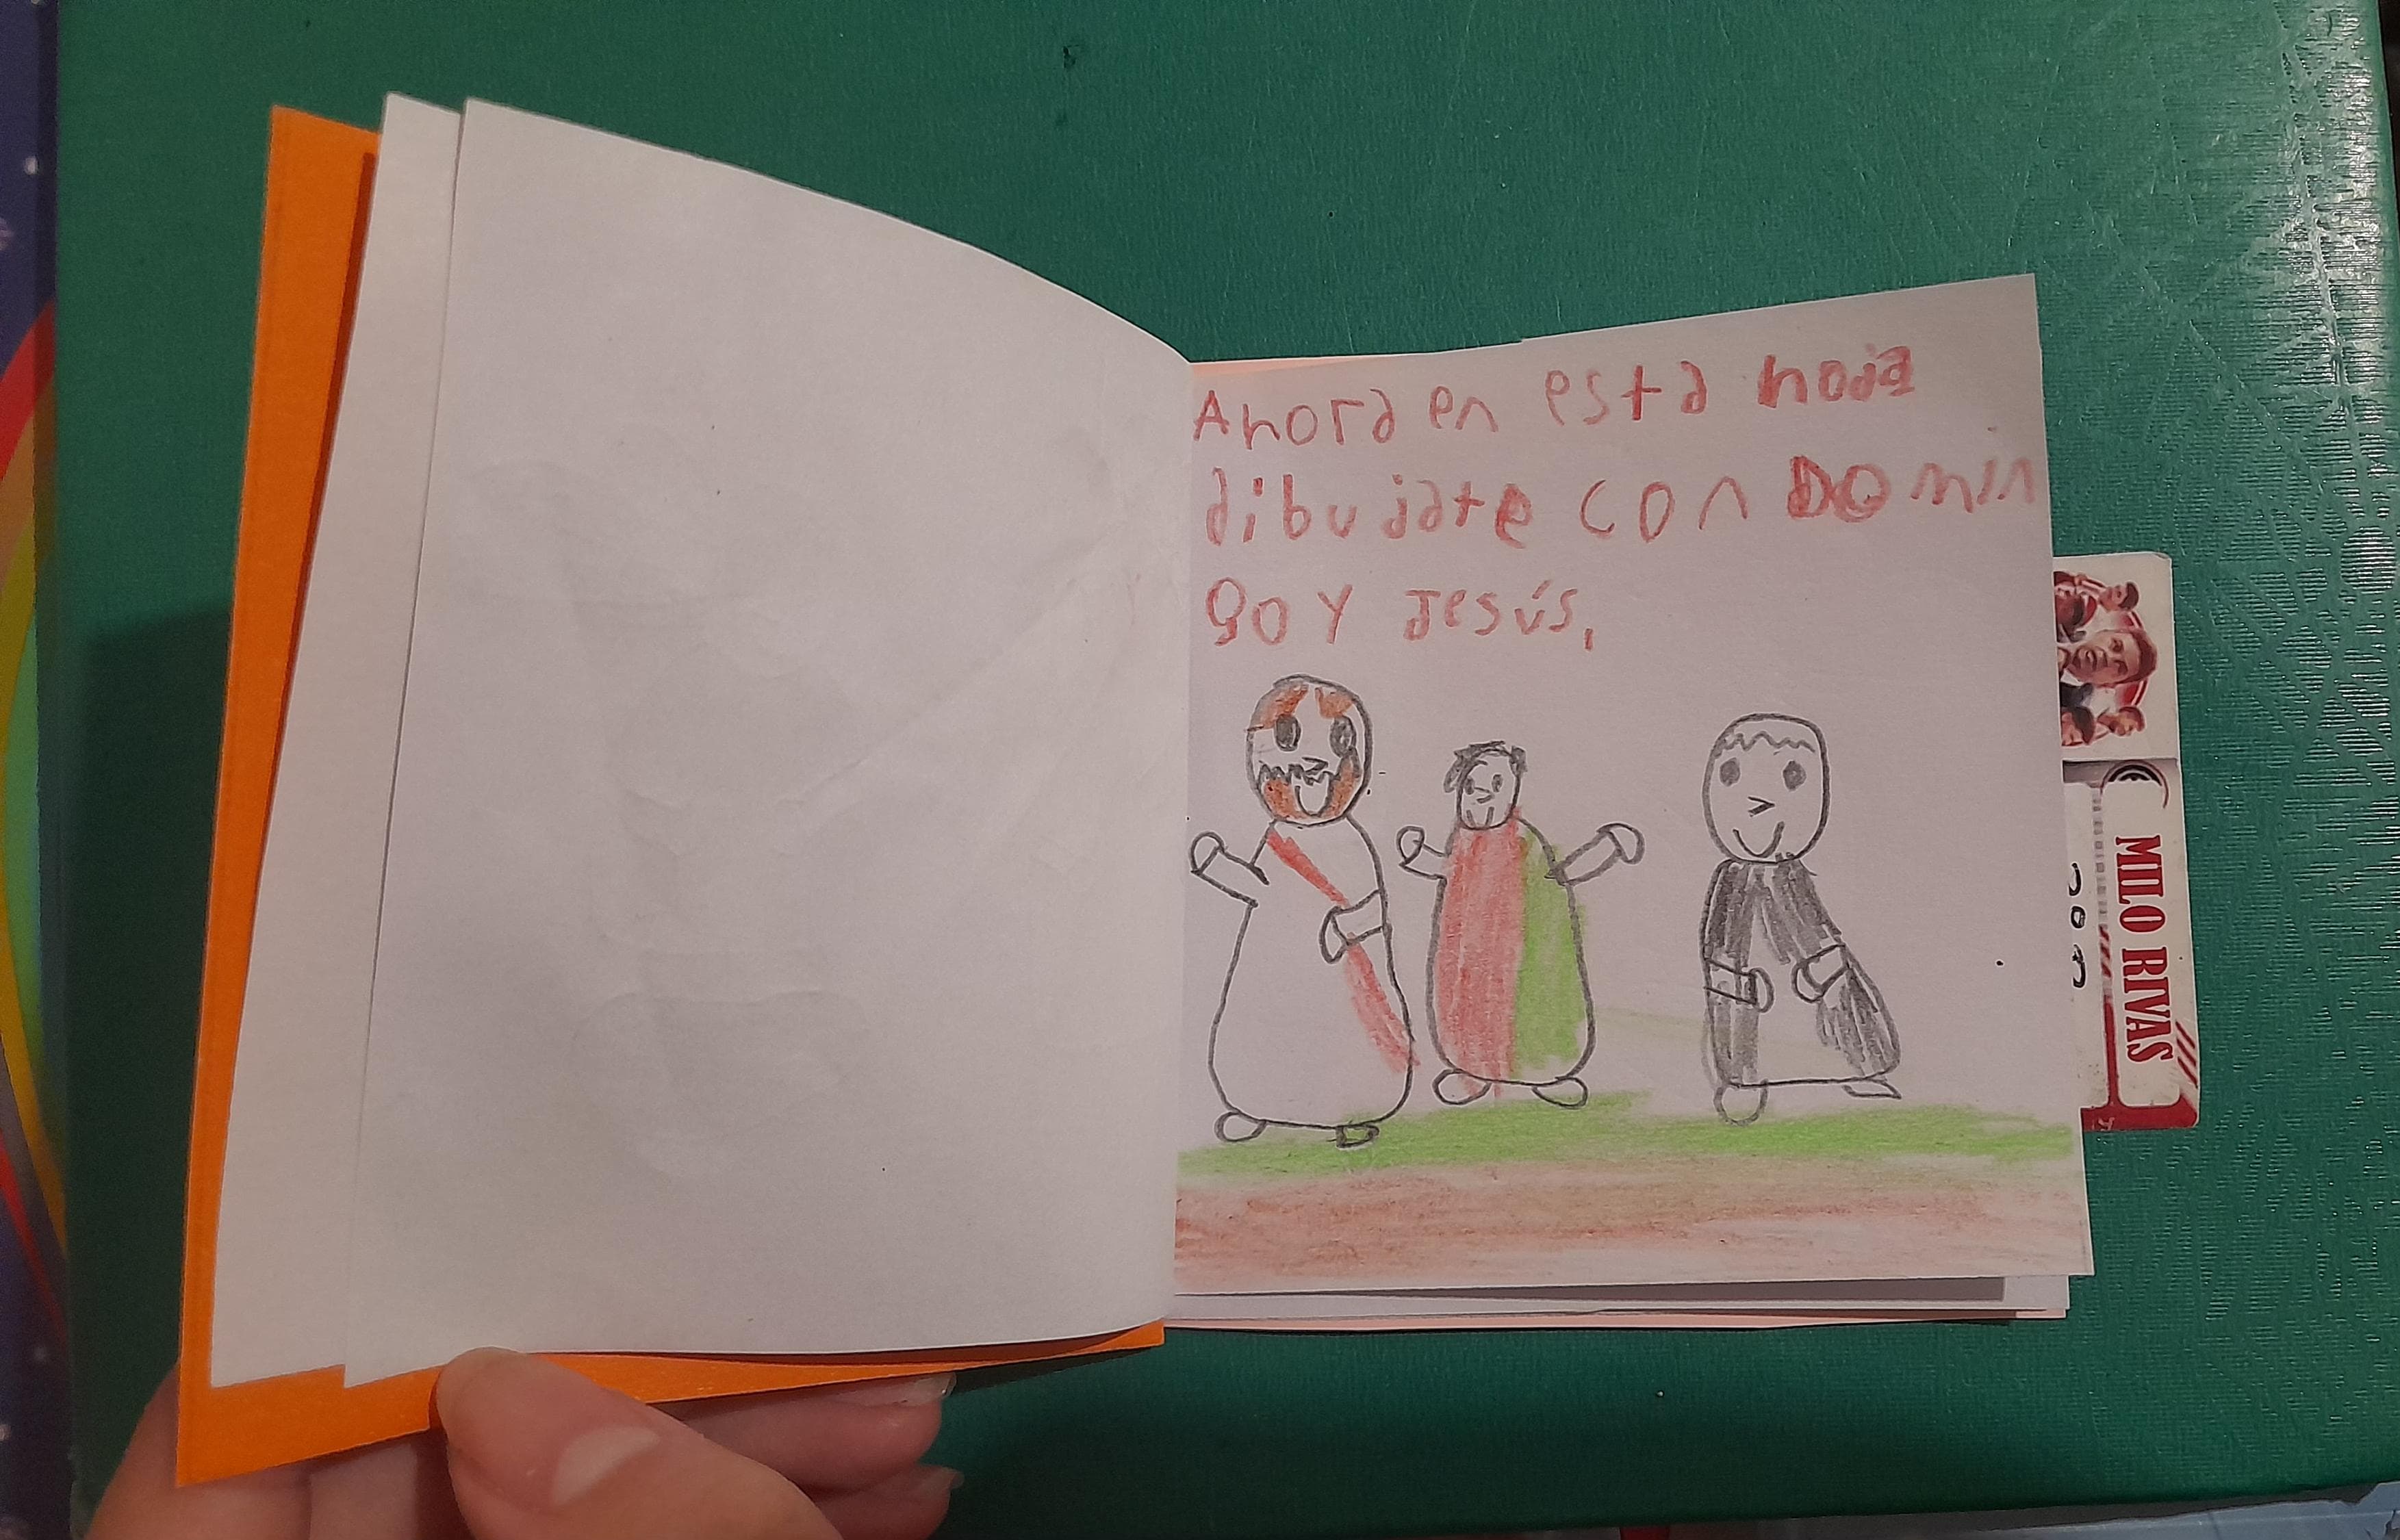 Ahora en esta hoja
dibujate con Domin
go y Jesús,
MILO RIVAS